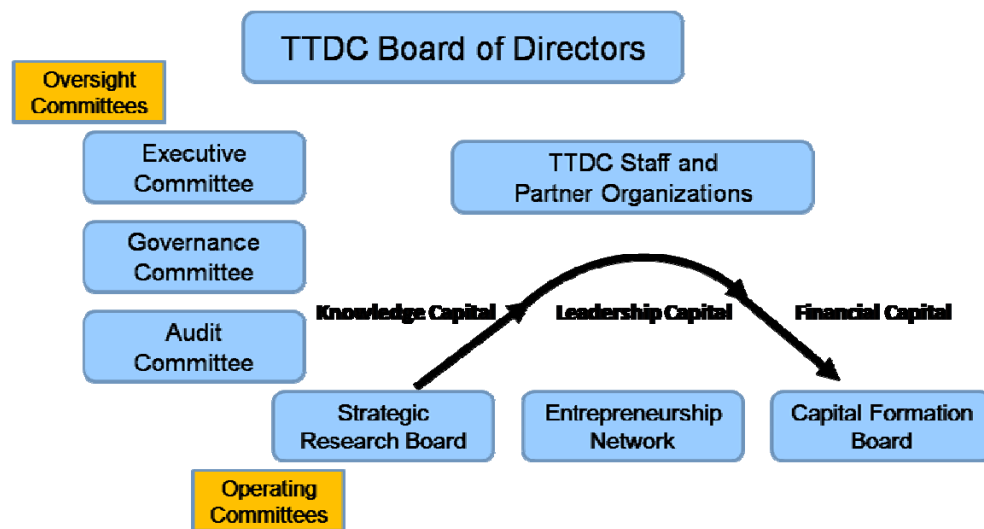 TTDC Board of Directors
Oversight
Committees
Executive
Committee
TTDC Staff and
Partner Organizations
Governance
Committee
Knowledge Capital
Leadership Capital
Financial Capital
Audit
Committee
Strategic
Research Board
Entrepreneurship
Network
Capital Formation
Board
Operating
Committees